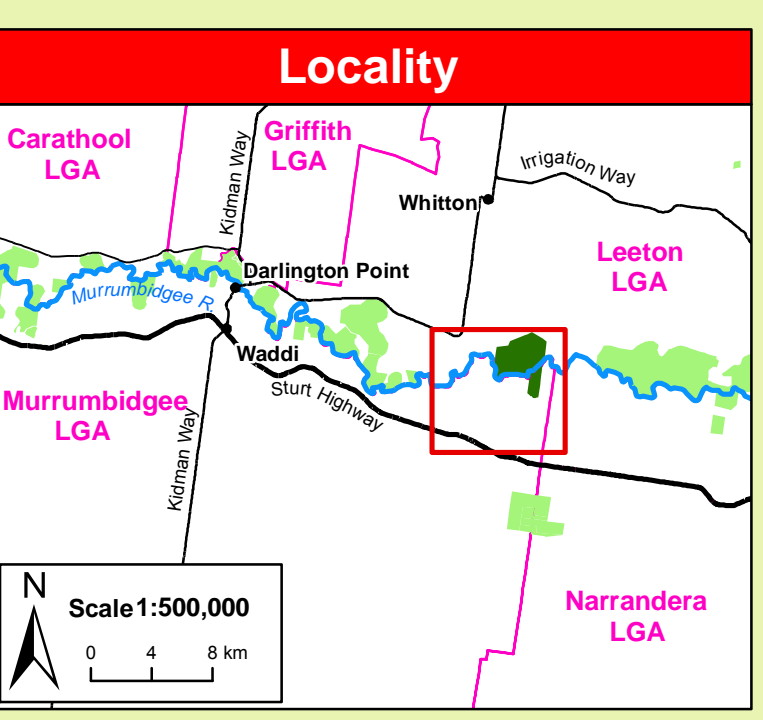 Locality
Carathool
LGA
Kidman Way
Griffith
LGA
Irrigation Way
Whitton
Leeton
LGA
Darlington Point
Murrumbidgee R.
Waddi
Sturt Highway
Murrumbidgee
LGA
Kidman Way
N
Scale 1:500,000
0 4 8 km
Narrandera
LGA